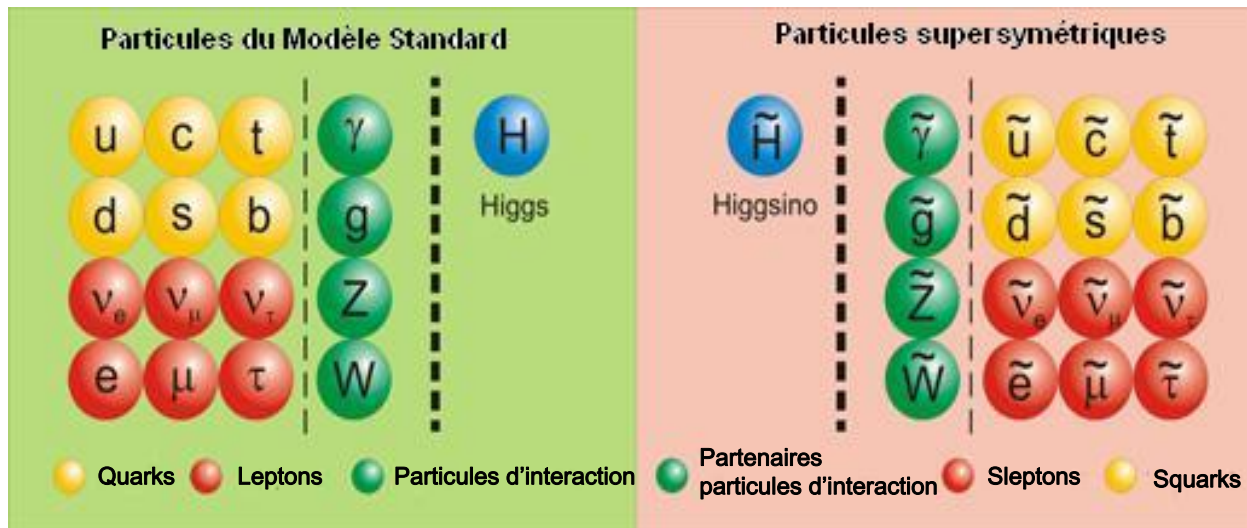 Particules du Modèle Standard
u c t γ H
Higgs
d s b g
νe νμ ντ Z
e μ τ W
Quarks Leptons Particules d'interaction
Particules supersymétriques
H̃ γ̃ ũ c̃ t̃
Higgsino
g̃ d̃ s̃ b̃
Z̃ ν̃e ν̃μ ν̃τ
W̃ ẽ μ̃ τ̃
Partenaires
particules d'interaction Sleptons Squarks